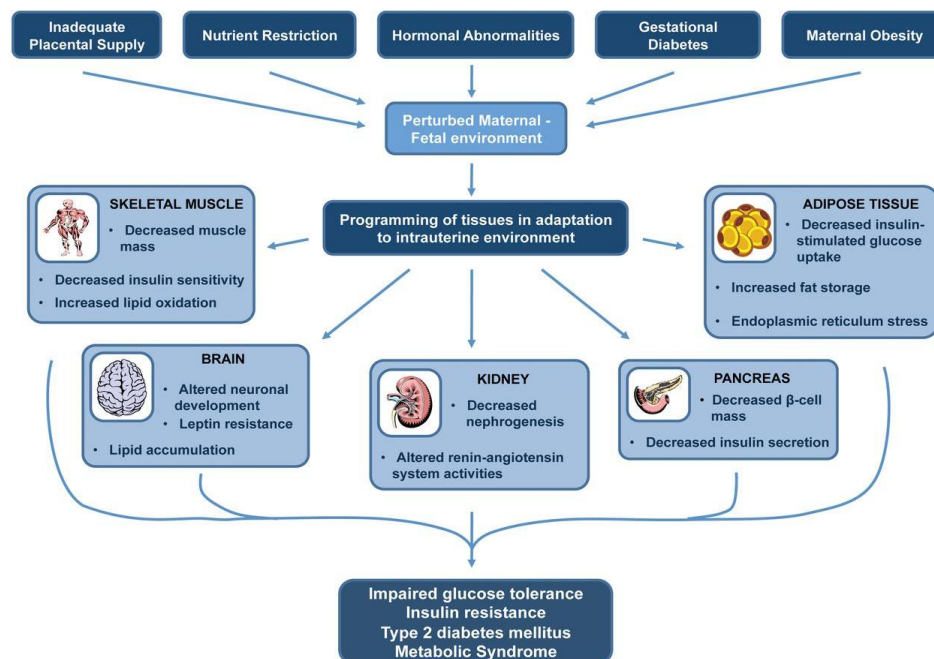 Inadequate
Placental Supply
Nutrient Restriction
Hormonal Abnormalities
Gestational
Diabetes
Maternal Obesity
Perturbed Maternal -
Fetal environment
Programming of tissues in adaptation
to intrauterine environment
SKELETAL MUSCLE
• Decreased muscle
mass
• Decreased insulin sensitivity
• Increased lipid oxidation
ADIPOSE TISSUE
• Decreased insulin-
stimulated glucose
uptake
• Increased fat storage
• Endoplasmic reticulum stress
BRAIN
• Altered neuronal
development
• Leptin resistance
• Lipid accumulation
KIDNEY
• Decreased
nephrogenesis
• Altered renin-angiotensin
system activities
PANCREAS
• Decreased β-cell
mass
• Decreased insulin secretion
Impaired glucose tolerance
Insulin resistance
Type 2 diabetes mellitus
Metabolic Syndrome